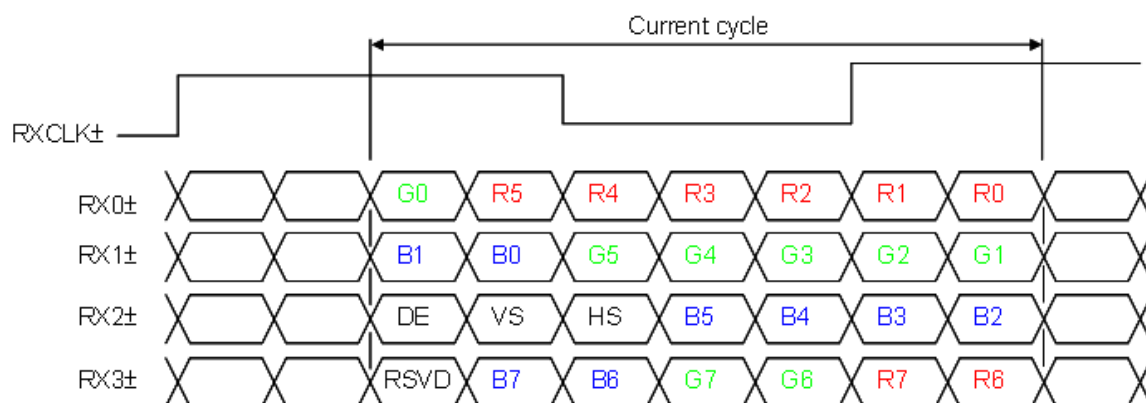 Current cycle
RXCLK±
RX0± G0 R5 R4 R3 R2 R1 R0
RX1± B1 B0 G5 G4 G3 G2 G1
RX2± DE VS HS B5 B4 B3 B2
RX3± RSVD B7 B6 G7 G6 R7 R6